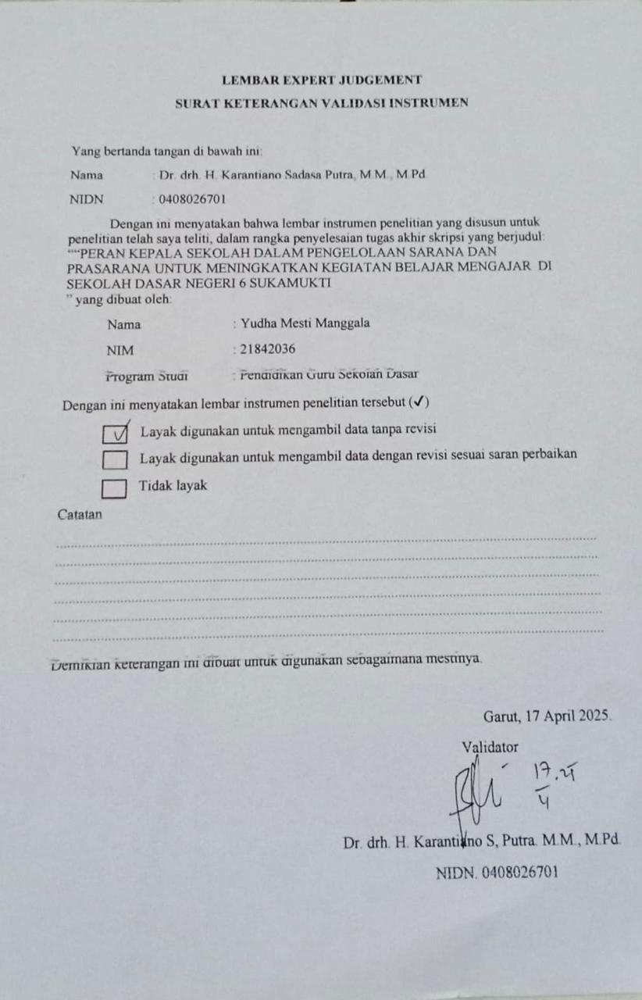 LEMBAR EXPERT JUDGEMENT
SURAT KETERANGAN VALIDASI INSTRUMEN
Yang bertanda tangan di bawah ini:
Nama : Dr. drh. H. Karantiano Sadasa Putra, M.M., M.Pd.
NIDN : 0408026701
Dengan ini menyatakan bahwa lembar instrumen penelitian yang disusun untuk
penelitian telah saya teliti, dalam rangka penyelesaian tugas akhir skripsi yang berjudul:
"“PERAN KEPALA SEKOLAH DALAM PENGELOLAAN SARANA DAN
PRASARANA UNTUK MENINGKATKAN KEGIATAN BELAJAR MENGAJAR DI
SEKOLAH DASAR NEGERI 6 SUKAMUKTI
” yang dibuat oleh:
Nama : Yudha Mesti Manggala
NIM : 21842036
Program Studi : Pendidikan Guru Sekolah Dasar
Dengan ini menyatakan lembar instrumen penelitian tersebut (✓)
✓ Layak digunakan untuk mengambil data tanpa revisi
Layak digunakan untuk mengambil data dengan revisi sesuai saran perbaikan
Tidak layak
Catatan
Demikian keterangan ini dibuat untuk digunakan sebagaimana mestinya.
Garut, 17 April 2025.
Validator
Dr. drh. H. Karantiano S, Putra. M.M., M.Pd.
NIDN. 0408026701